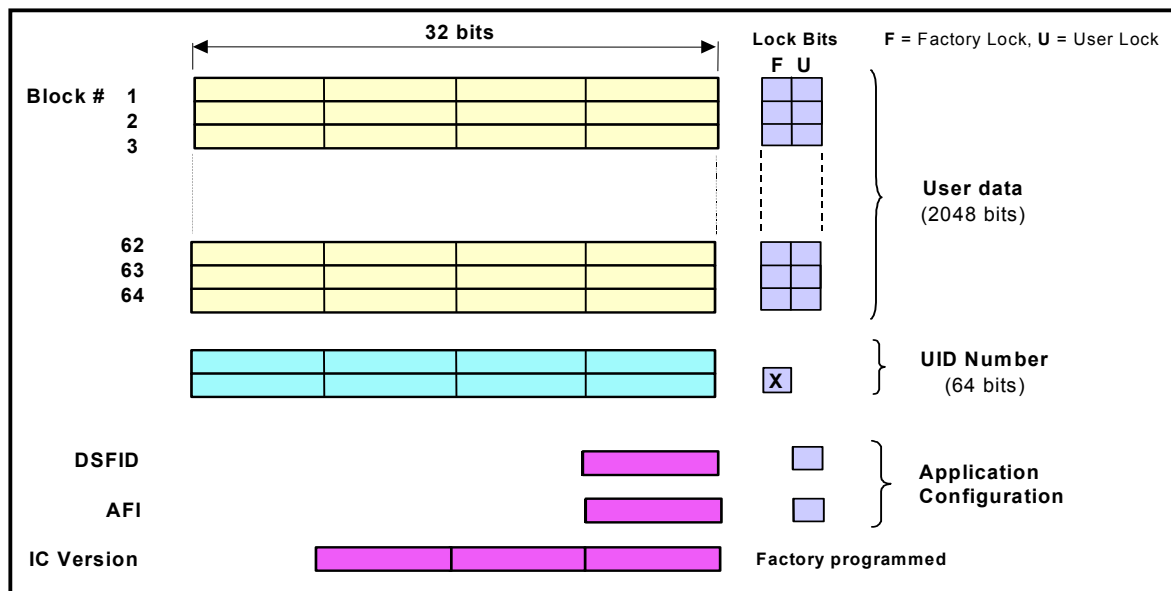 32 bits
Lock Bits
F = Factory Lock, U = User Lock
F U
Block # 1
2
3
User data
(2048 bits)
62
63
64
UID Number
(64 bits)
X
DSFID
Application
Configuration
AFI
IC Version
Factory programmed